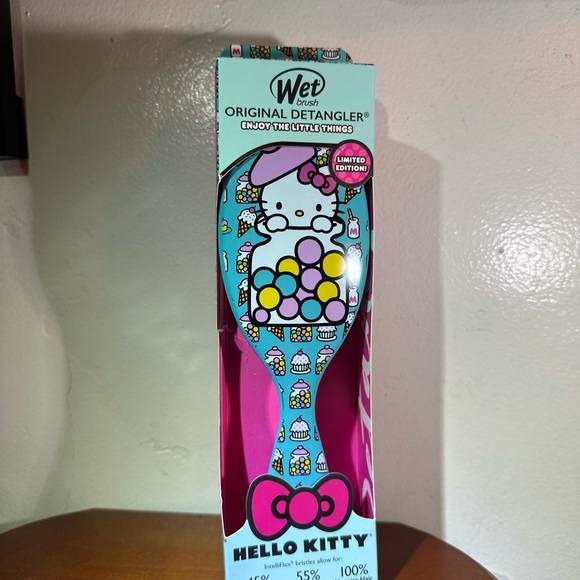 Wet
brush
ORIGINAL DETANGLER®
ENJOY THE LITTLE THINGS
LIMITED
EDITION!
M
M
M
HELLO KITTY®
IntelliFlex® bristles allow for:
45% 55% 100%
Hair